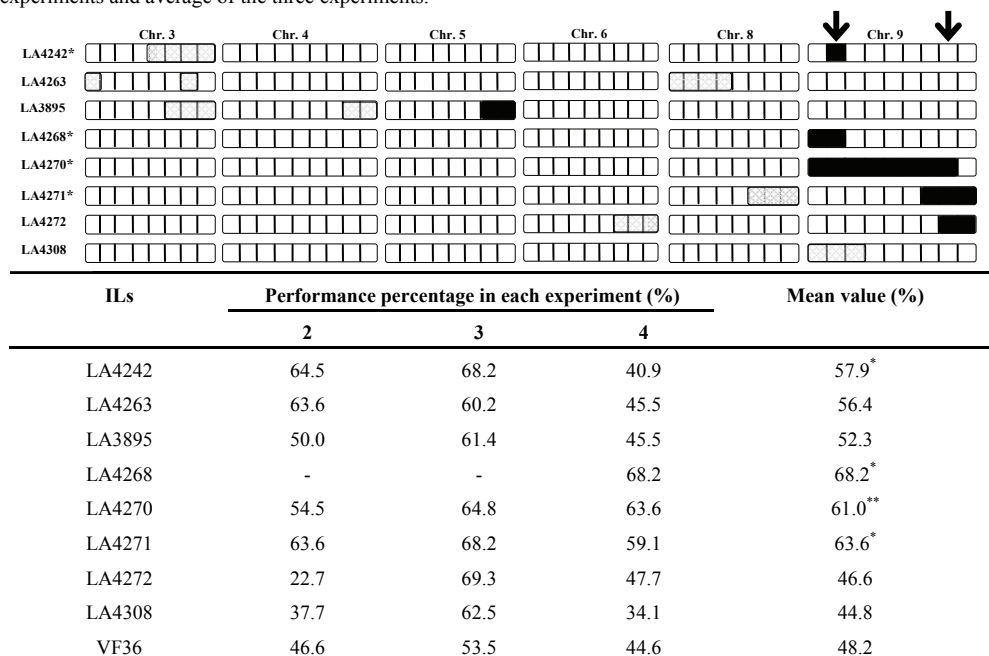 experiments and average of the three experiments.
Chr. 3 Chr. 4 Chr. 5 Chr. 6 Chr. 8 Chr. 9
LA4242*
LA4263
LA3895
LA4268*
LA4270*
LA4271*
LA4272
LA4308
ILs Performance percentage in each experiment (%) Mean value (%)
2 3 4
LA4242 64.5 68.2 40.9 57.9*
LA4263 63.6 60.2 45.5 56.4
LA3895 50.0 61.4 45.5 52.3
LA4268 - - 68.2 68.2*
LA4270 54.5 64.8 63.6 61.0**
LA4271 63.6 68.2 59.1 63.6*
LA4272 22.7 69.3 47.7 46.6
LA4308 37.7 62.5 34.1 44.8
VF36 46.6 53.5 44.6 48.2